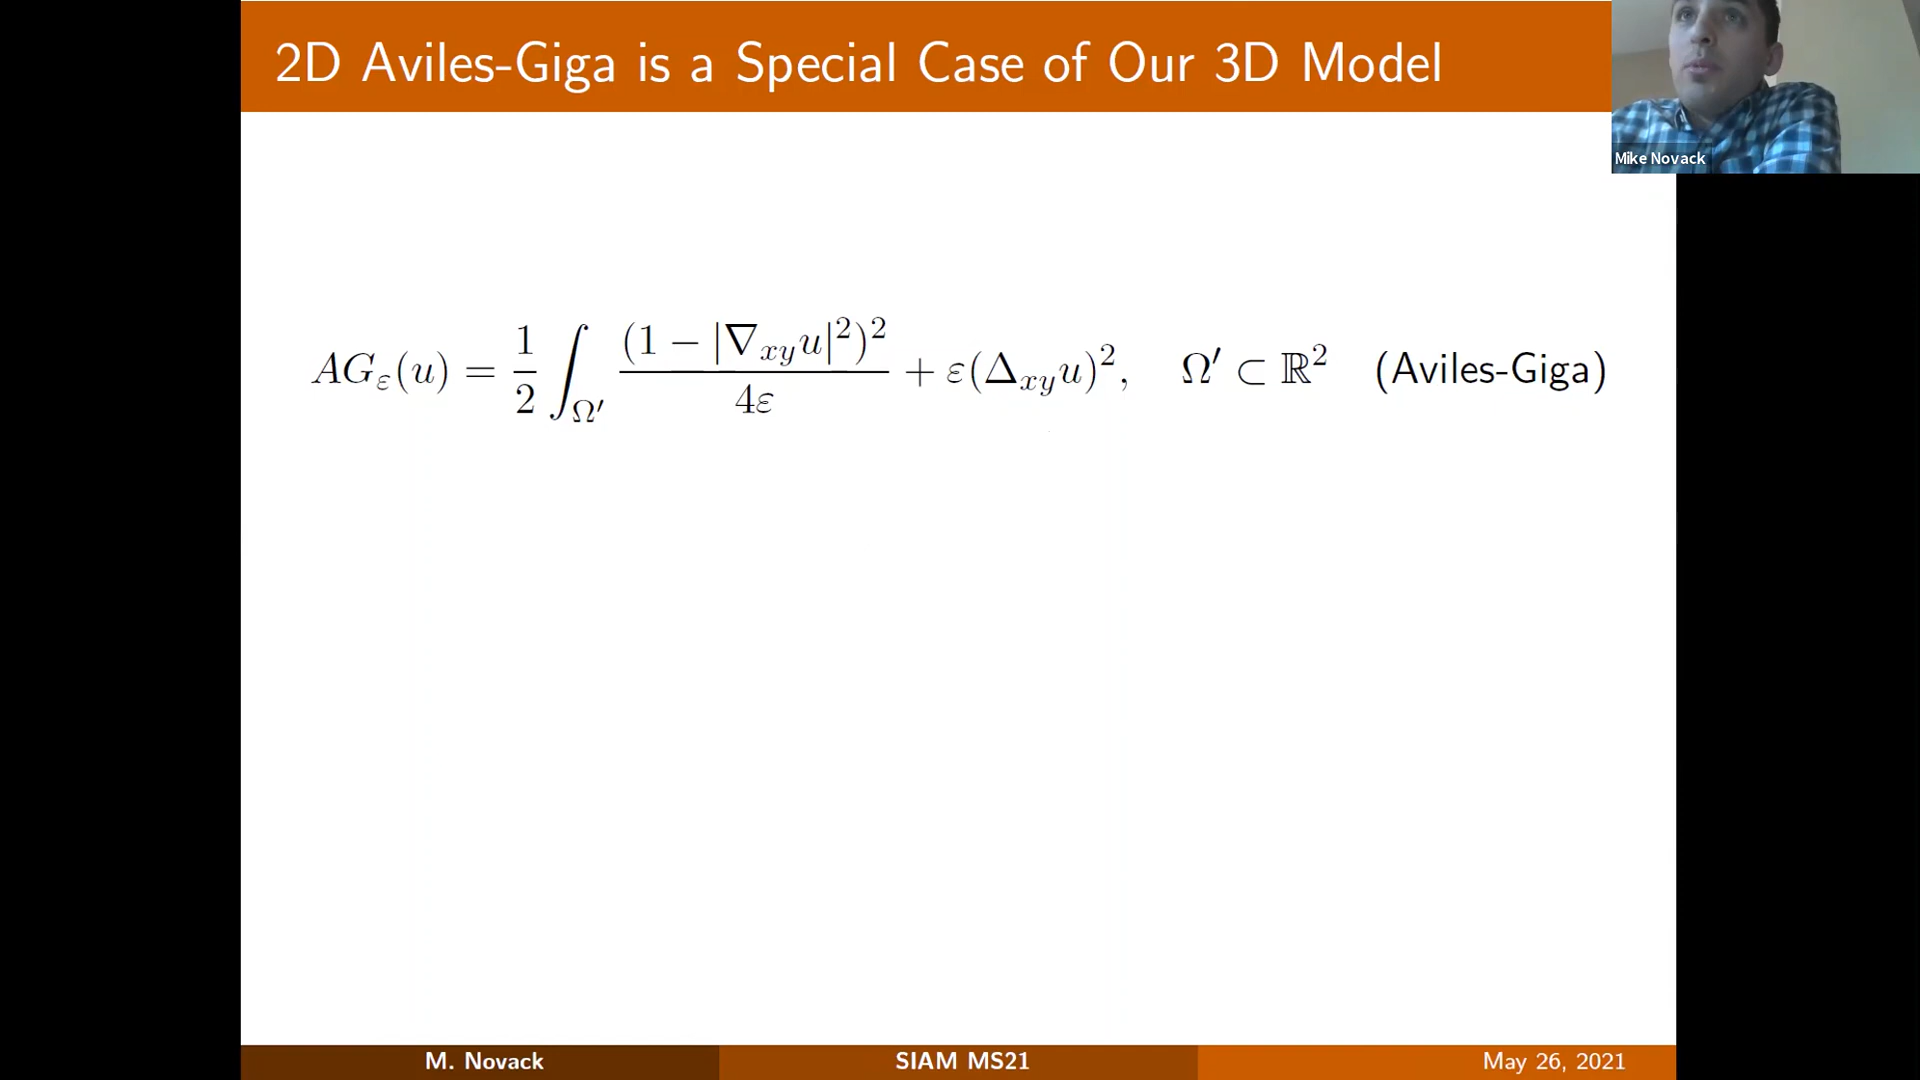 2D Aviles-Giga is a Special Case of Our 3D Model
Mike Novack
AG_ε(u) = 1/2 ∫_Ω′ (1 − |∇_xy u|²)²/4ε + ε(Δ_xy u)², Ω′ ⊂ ℝ² (Aviles-Giga)
M. Novack SIAM MS21 May 26, 2021